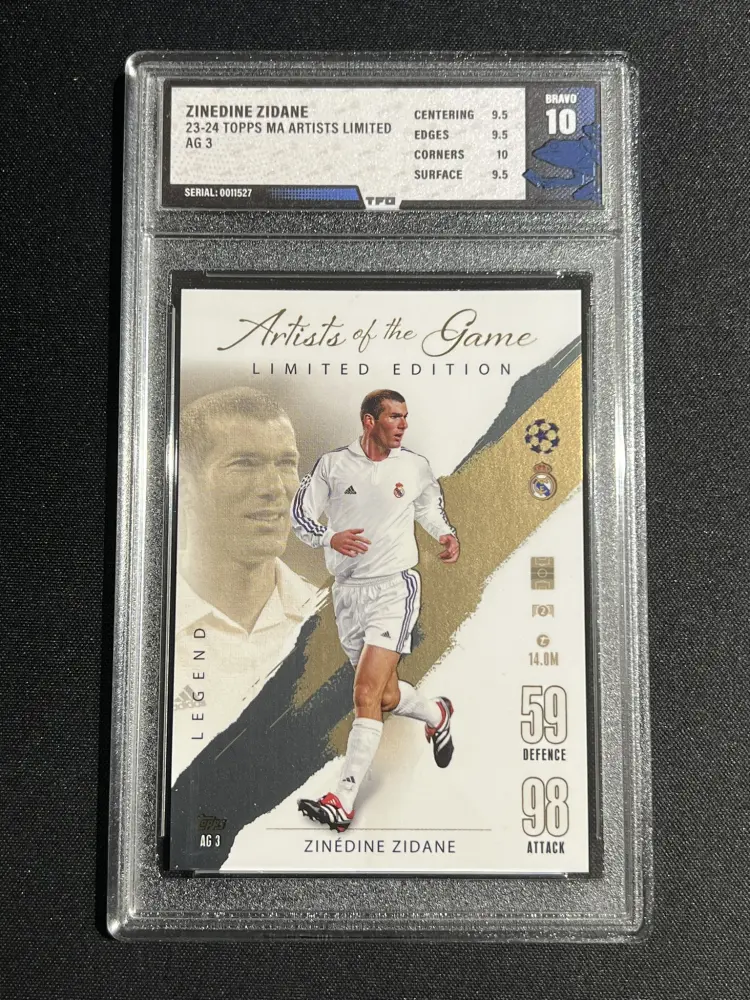 ZINEDINE ZIDANE
23-24 TOPPS MA ARTISTS LIMITED
AG 3
CENTERING 9.5
EDGES 9.5
CORNERS 10
SURFACE 9.5
BRAVO
10
SERIAL: 0011527
TFG
Artists of the Game
LIMITED EDITION
2
14.0M
LEGEND
59
DEFENCE
98
ATTACK
topps
AG 3
ZINÉDINE ZIDANE